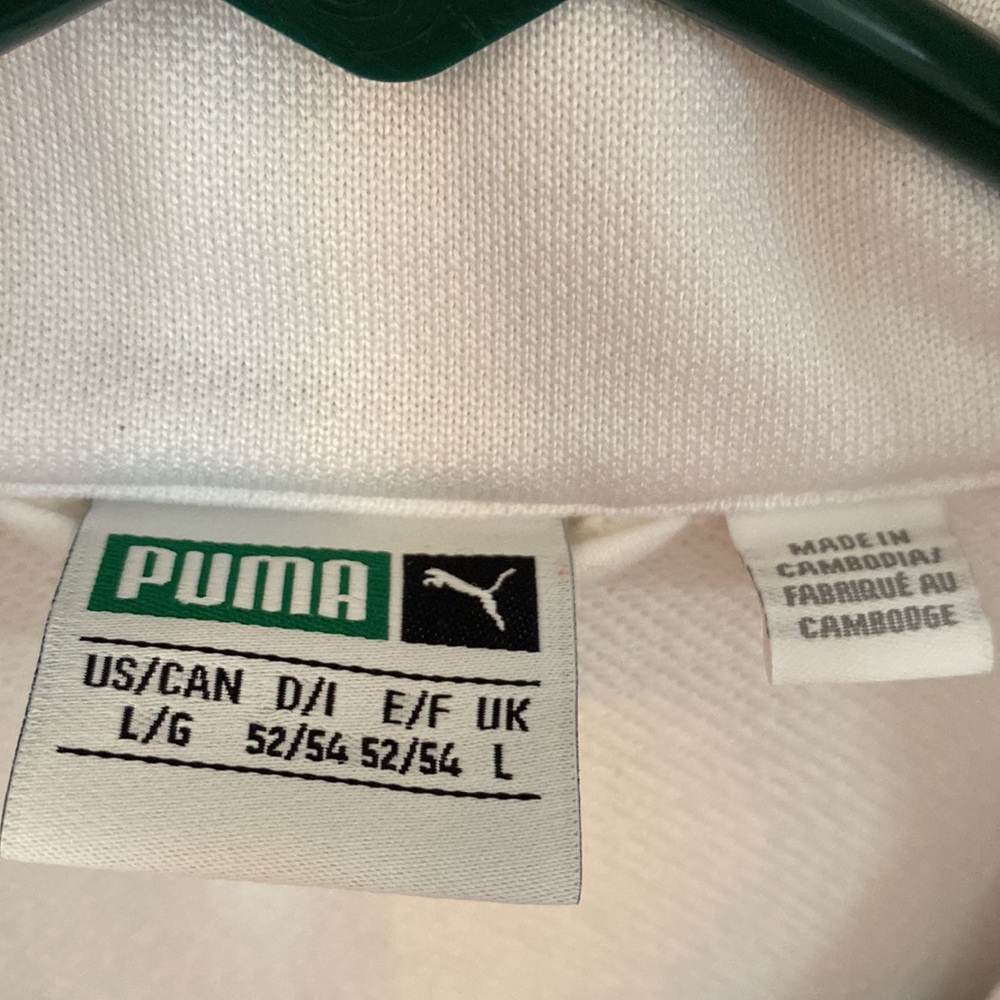 PUMA
US/CAN D/I E/F UK
L/G 52/54 52/54 L
MADE IN
CAMBODIA/
FABRIQUÉ AU
CAMBODGE